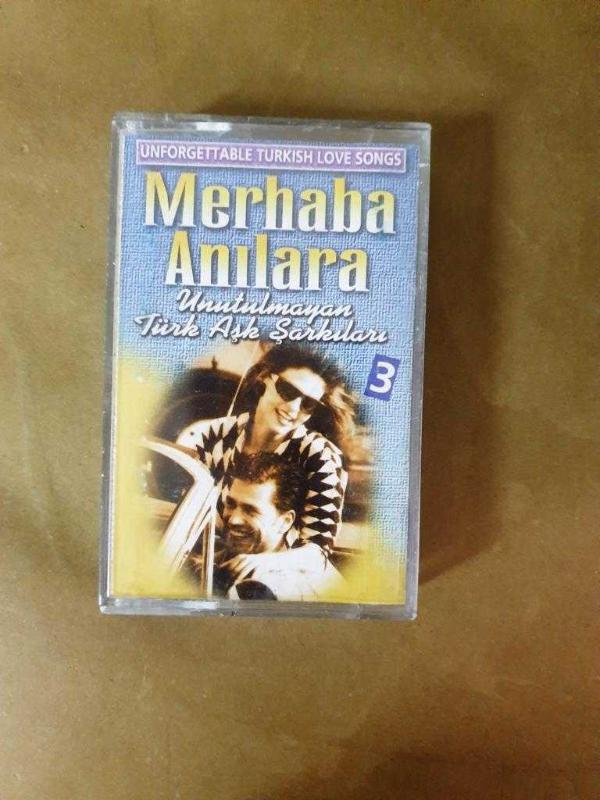 UNFORGETTABLE TURKISH LOVE SONGS
Merhaba
Anılara
Unutulmayan
Türk Aşk Şarkıları
3